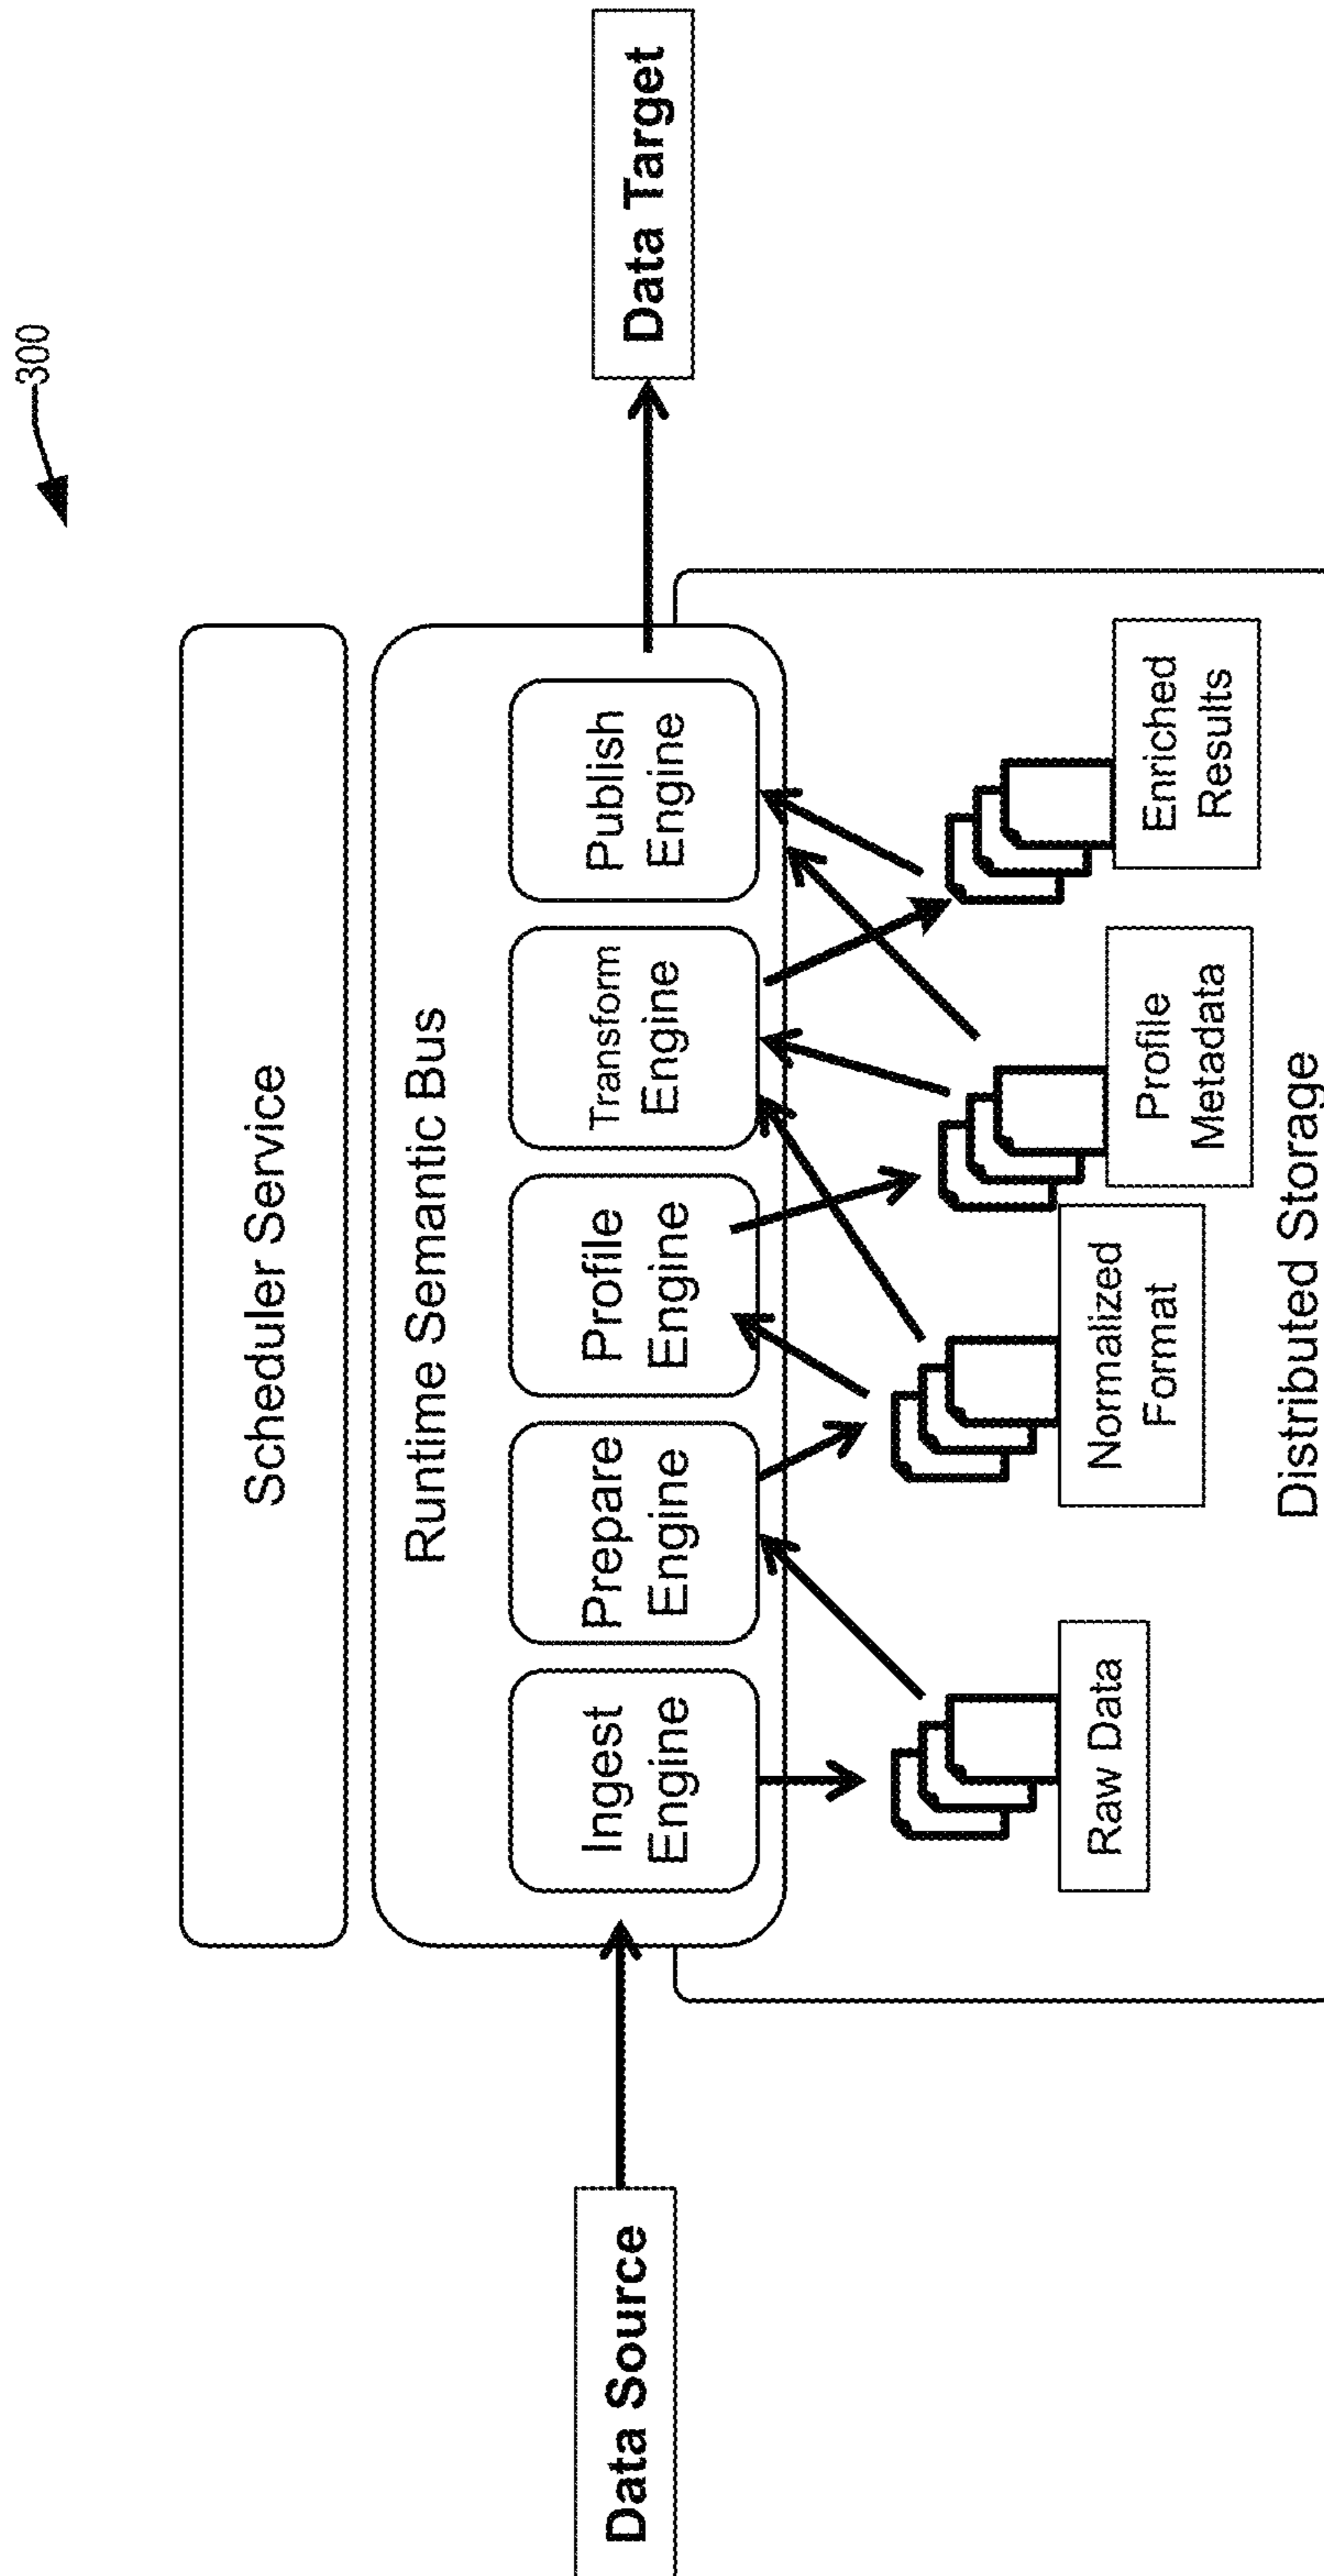 300
Scheduler Service
Runtime Semantic Bus
Data Source
Ingest
Engine
Prepare
Engine
Profile
Engine
Transform
Engine
Publish
Engine
Data Target
Raw Data
Normalized
Format
Profile
Metadata
Enriched
Results
Distributed Storage